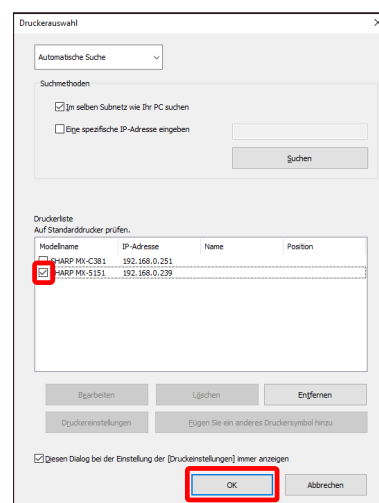 Druckerauswahl
Automatische Suche
Suchmethoden
Im selben Subnetz wie Ihr PC suchen
Eine spezifische IP-Adresse eingeben
Suchen
Druckerliste
Auf Standarddrucker prüfen.
Modellname IP-Adresse Name Position
SHARP MX-C381 192.168.0.251
SHARP MX-5151 192.168.0.239
Bearbeiten Löschen Entfernen
Druckereinstellungen Fügen Sie ein anderes Druckersymbol hinzu
Diesen Dialog bei der Einstellung der [Druckeinstellungen] immer anzeigen
OK Abbrechen